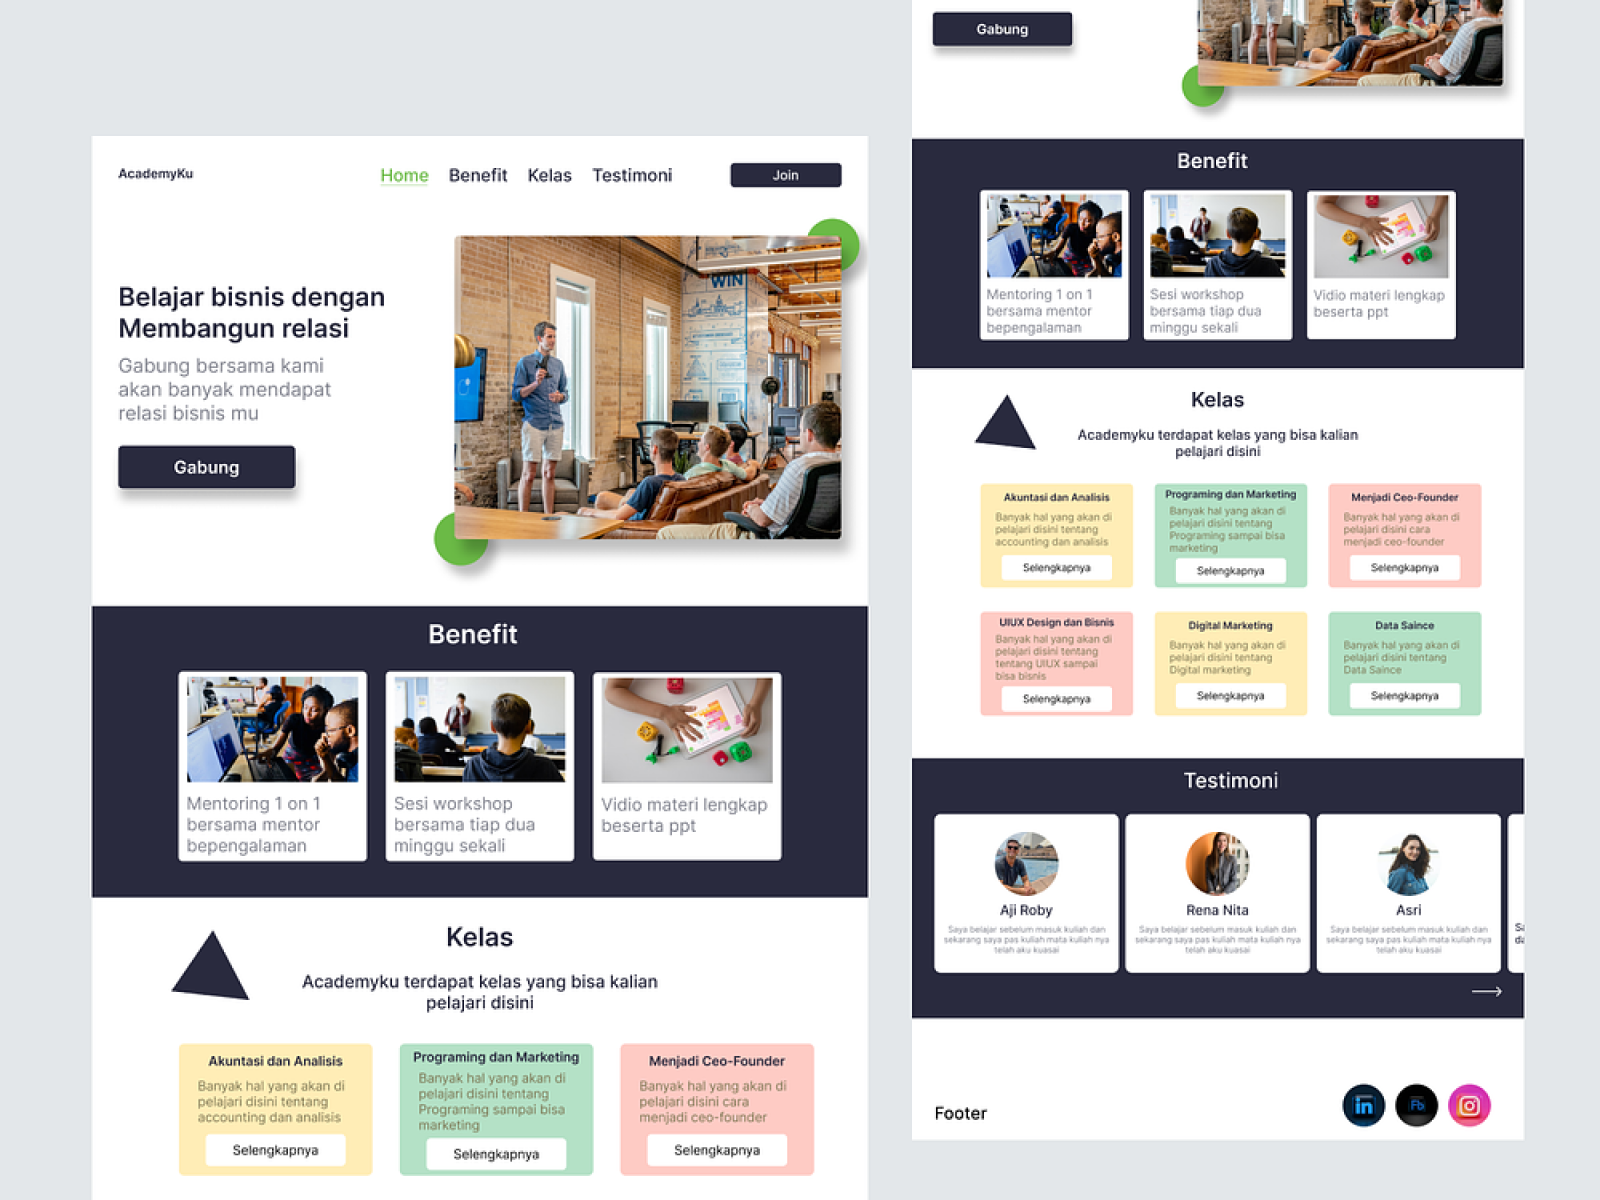 AcademyKu
Home Benefit Kelas Testimoni
Join
Belajar bisnis dengan
Membangun relasi
Gabung bersama kami
akan banyak mendapat
relasi bisnis mu
Gabung
WIN
Benefit
Mentoring 1 on 1
bersama mentor
bepengalaman
Sesi workshop
bersama tiap dua
minggu sekali
Vidio materi lengkap
beserta ppt
Kelas
Academyku terdapat kelas yang bisa kalian
pelajari disini
Akuntasi dan Analisis
Banyak hal yang akan di
pelajari disini tentang
accounting dan analisis
Selengkapnya
Programing dan Marketing
Banyak hal yang akan di
pelajari disini tentang
Programing sampai bisa
marketing
Selengkapnya
Menjadi Ceo-Founder
Banyak hal yang akan di
pelajari disini cara
menjadi ceo-founder
Selengkapnya
Gabung
Benefit
Mentoring 1 on 1
bersama mentor
bepengalaman
Sesi workshop
bersama tiap dua
minggu sekali
Vidio materi lengkap
beserta ppt
Kelas
Academyku terdapat kelas yang bisa kalian
pelajari disini
Akuntasi dan Analisis
Banyak hal yang akan di
pelajari disini tentang
accounting dan analisis
Selengkapnya
Programing dan Marketing
Banyak hal yang akan di
pelajari disini tentang
Programing sampai bisa
marketing
Selengkapnya
Menjadi Ceo-Founder
Banyak hal yang akan di
pelajari disini cara
menjadi ceo-founder
Selengkapnya
UIUX Design dan Bisnis
Banyak hal yang akan di
pelajari disini tentang
tentang UIUX sampai
bisa bisnis
Selengkapnya
Digital Marketing
Banyak hal yang akan di
pelajari disini tentang
Digital marketing
Selengkapnya
Data Saince
Banyak hal yang akan di
pelajari disini tentang
Data Saince
Selengkapnya
Testimoni
Aji Roby
Saya belajar sebelum masuk kuliah dan
sekarang saya pas kuliah mata kuliah nya
telah aku kuasai
Rena Nita
Saya belajar sebelum masuk kuliah dan
sekarang saya pas kuliah mata kuliah nya
telah aku kuasai
Asri
Saya belajar sebelum masuk kuliah dan
sekarang saya pas kuliah mata kuliah nya
telah aku kuasai
Footer
in
Fb